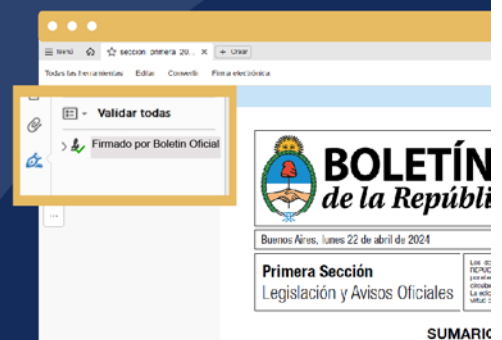 Menú
sección primera 20... × + Crear
Todas las herramientas Editar Convertir Firma electrónica
Validar todas
Firmado por Boletin Oficial
BOLETÍN
de la Repúbli
Buenos Aires, lunes 22 de abril de 2024
Primera Sección
Legislación y Avisos Oficiales
SUMARIO